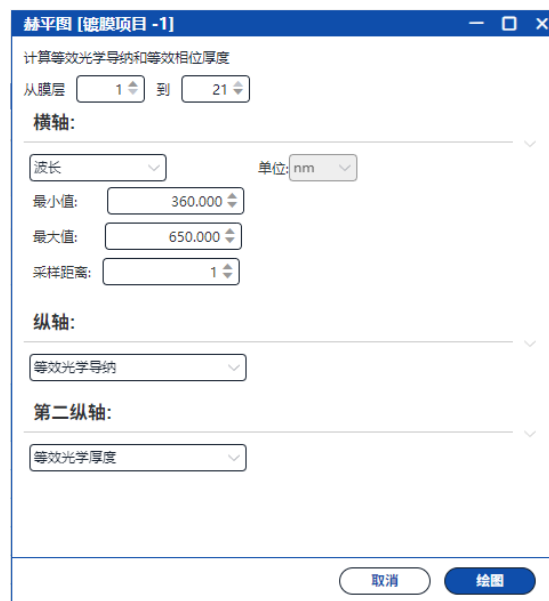 赫平图 [镀膜项目 -1]
计算等效光学导纳和等效相位厚度
从膜层 1 到 21
横轴:
波长 单位: nm
最小值: 360.000
最大值: 650.000
采样距离: 1
纵轴:
等效光学导纳
第二纵轴:
等效光学厚度
取消 绘图